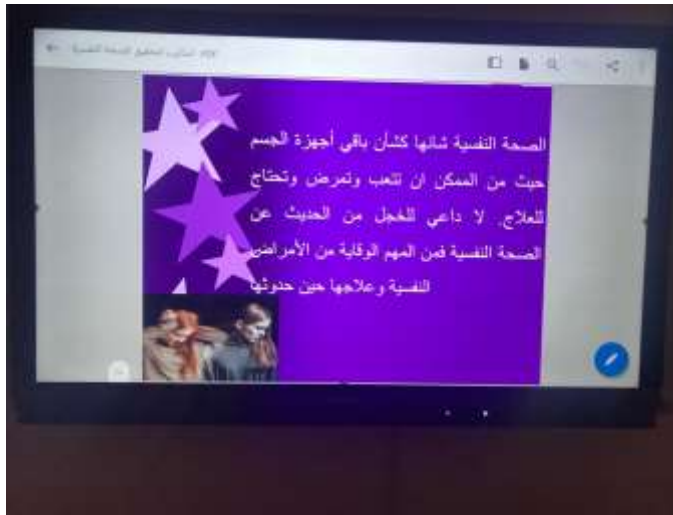 الصحة النفسية شانها كشأن باقي أجهزة الجسم
حيث من الممكن ان تتعب وتمرض وتحتاج
للعلاج. لا داعي للخجل من الحديث عن
الصحة النفسية فمن المهم الوقاية من الأمراض
النفسية وعلاجها حين حدوثها